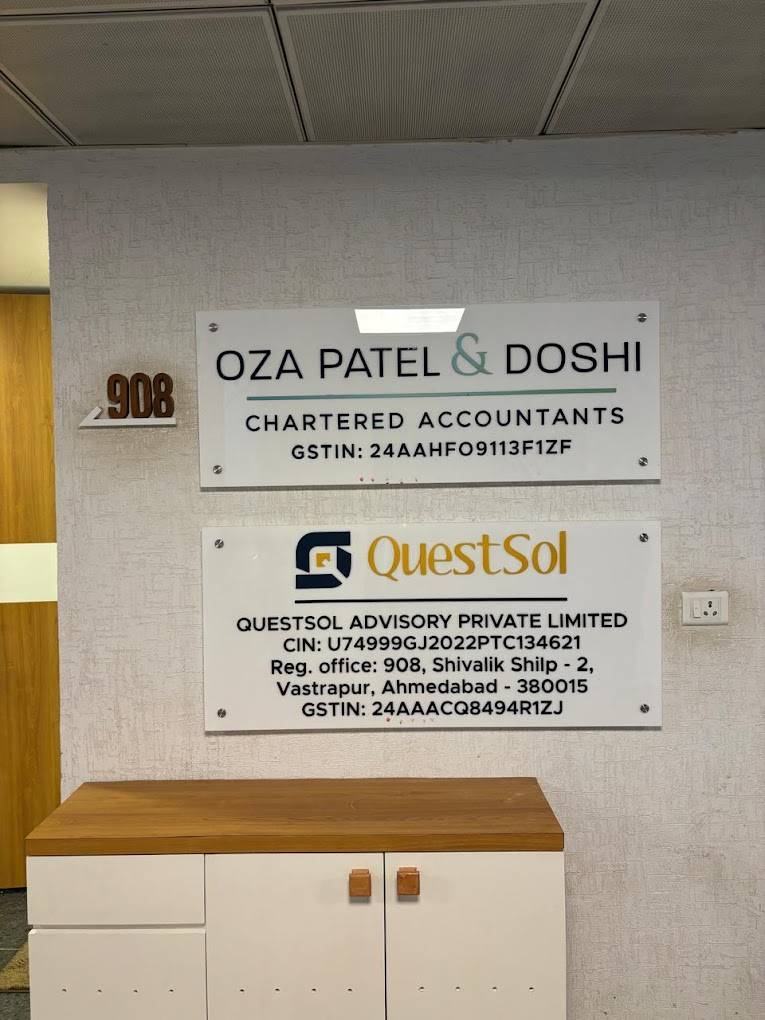 908
OZA PATEL & DOSHI
CHARTERED ACCOUNTANTS
GSTIN: 24AAHFO9113F1ZF
QuestSol
QUESTSOL ADVISORY PRIVATE LIMITED
CIN: U74999GJ2022PTC134621
Reg. office: 908, Shivalik Shilp - 2,
Vastrapur, Ahmedabad - 380015
GSTIN: 24AAACQ8494R1ZJ